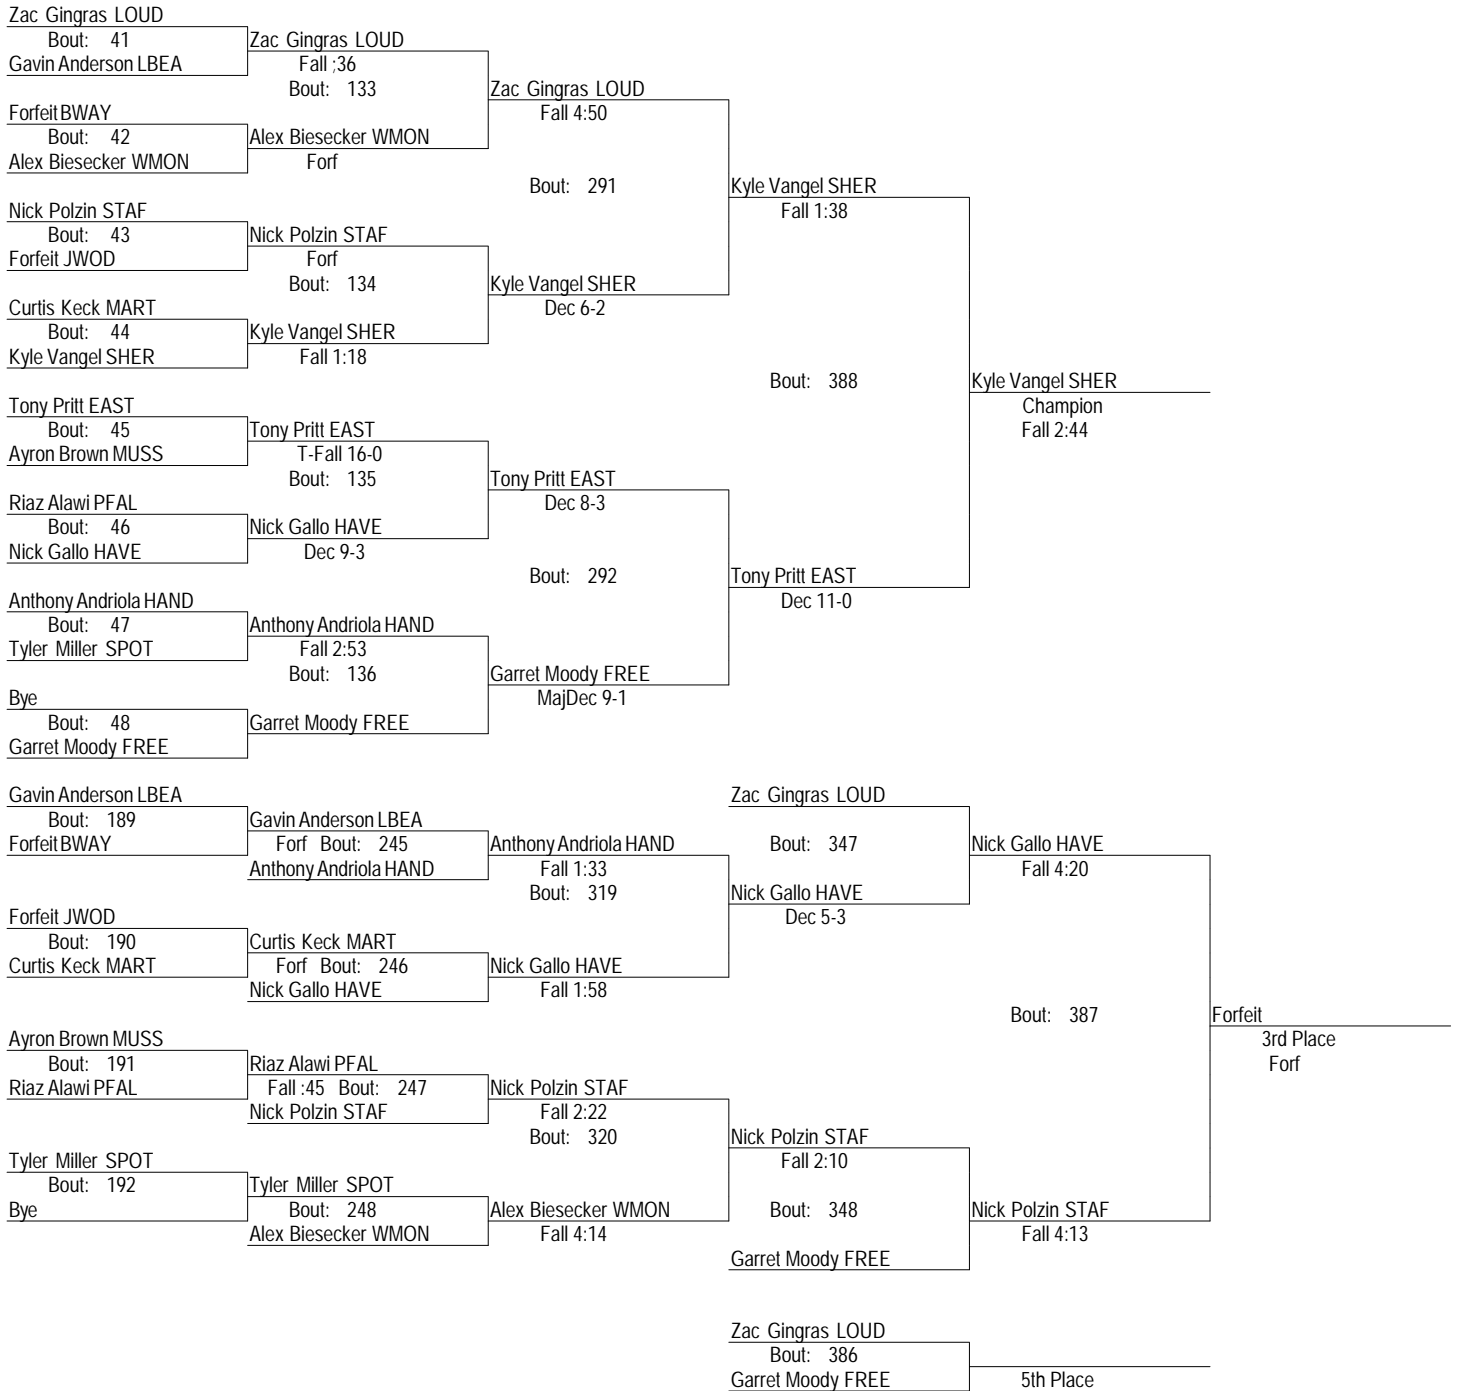 Zac Gingras LOUD
Bout: 41 Zac Gingras LOUD
Gavin Anderson LBEA Fall ;36
Bout: 133 Zac Gingras LOUD
Forfeit BWAY Fall 4:50
Bout: 42 Alex Biesecker WMON
Alex Biesecker WMON Forf
Bout: 291 Kyle Vangel SHER
Nick Polzin STAF Fall 1:38
Bout: 43 Nick Polzin STAF
Forfeit JWOD Forf
Bout: 134 Kyle Vangel SHER
Curtis Keck MART Dec 6-2
Bout: 44 Kyle Vangel SHER
Kyle Vangel SHER Fall 1:18
Bout: 388 Kyle Vangel SHER
Tony Pritt EAST Champion
Bout: 45 Tony Pritt EAST Fall 2:44
Ayron Brown MUSS T-Fall 16-0
Bout: 135 Tony Pritt EAST
Riaz Alawi PFAL Dec 8-3
Bout: 46 Nick Gallo HAVE
Nick Gallo HAVE Dec 9-3
Bout: 292 Tony Pritt EAST
Anthony Andriola HAND Dec 11-0
Bout: 47 Anthony Andriola HAND
Tyler Miller SPOT Fall 2:53
Bout: 136 Garret Moody FREE
Bye MajDec 9-1
Bout: 48 Garret Moody FREE
Garret Moody FREE
Gavin Anderson LBEA Zac Gingras LOUD
Bout: 189 Gavin Anderson LBEA
Forfeit BWAY Forf Bout: 245 Anthony Andriola HAND Bout: 347 Nick Gallo HAVE
Anthony Andriola HAND Fall 1:33 Fall 4:20
Bout: 319 Nick Gallo HAVE
Forfeit JWOD Dec 5-3
Bout: 190 Curtis Keck MART
Curtis Keck MART Forf Bout: 246 Nick Gallo HAVE
Nick Gallo HAVE Fall 1:58
Bout: 387 Forfeit
Ayron Brown MUSS 3rd Place
Bout: 191 Riaz Alawi PFAL Forf
Riaz Alawi PFAL Fall :45 Bout: 247 Nick Polzin STAF
Nick Polzin STAF Fall 2:22
Bout: 320 Nick Polzin STAF
Tyler Miller SPOT Fall 2:10
Bout: 192 Tyler Miller SPOT
Bye Bout: 248 Alex Biesecker WMON Bout: 348 Nick Polzin STAF
Alex Biesecker WMON Fall 4:14 Fall 4:13
Garret Moody FREE
Zac Gingras LOUD
Bout: 386
Garret Moody FREE 5th Place